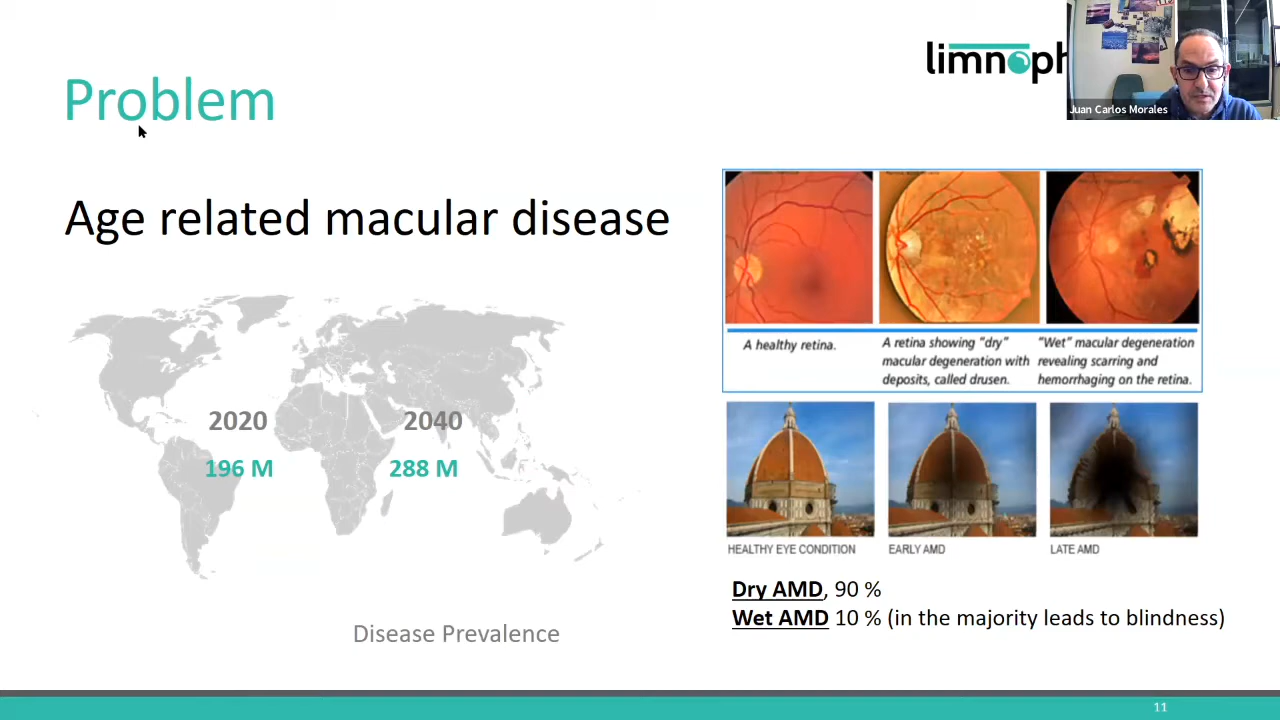 Problem
limnoph
Juan Carlos Morales
Age related macular disease
2020
2040
196 M
288 M
Disease Prevalence
A healthy retina.
A retina showing "dry"
macular degeneration with
deposits, called drusen.
"Wet" macular degeneration
revealing scarring and
hemorrhaging on the retina.
HEALTHY EYE CONDITION
EARLY AMD
LATE AMD
Dry AMD, 90 %
Wet AMD 10 % (in the majority leads to blindness)
11